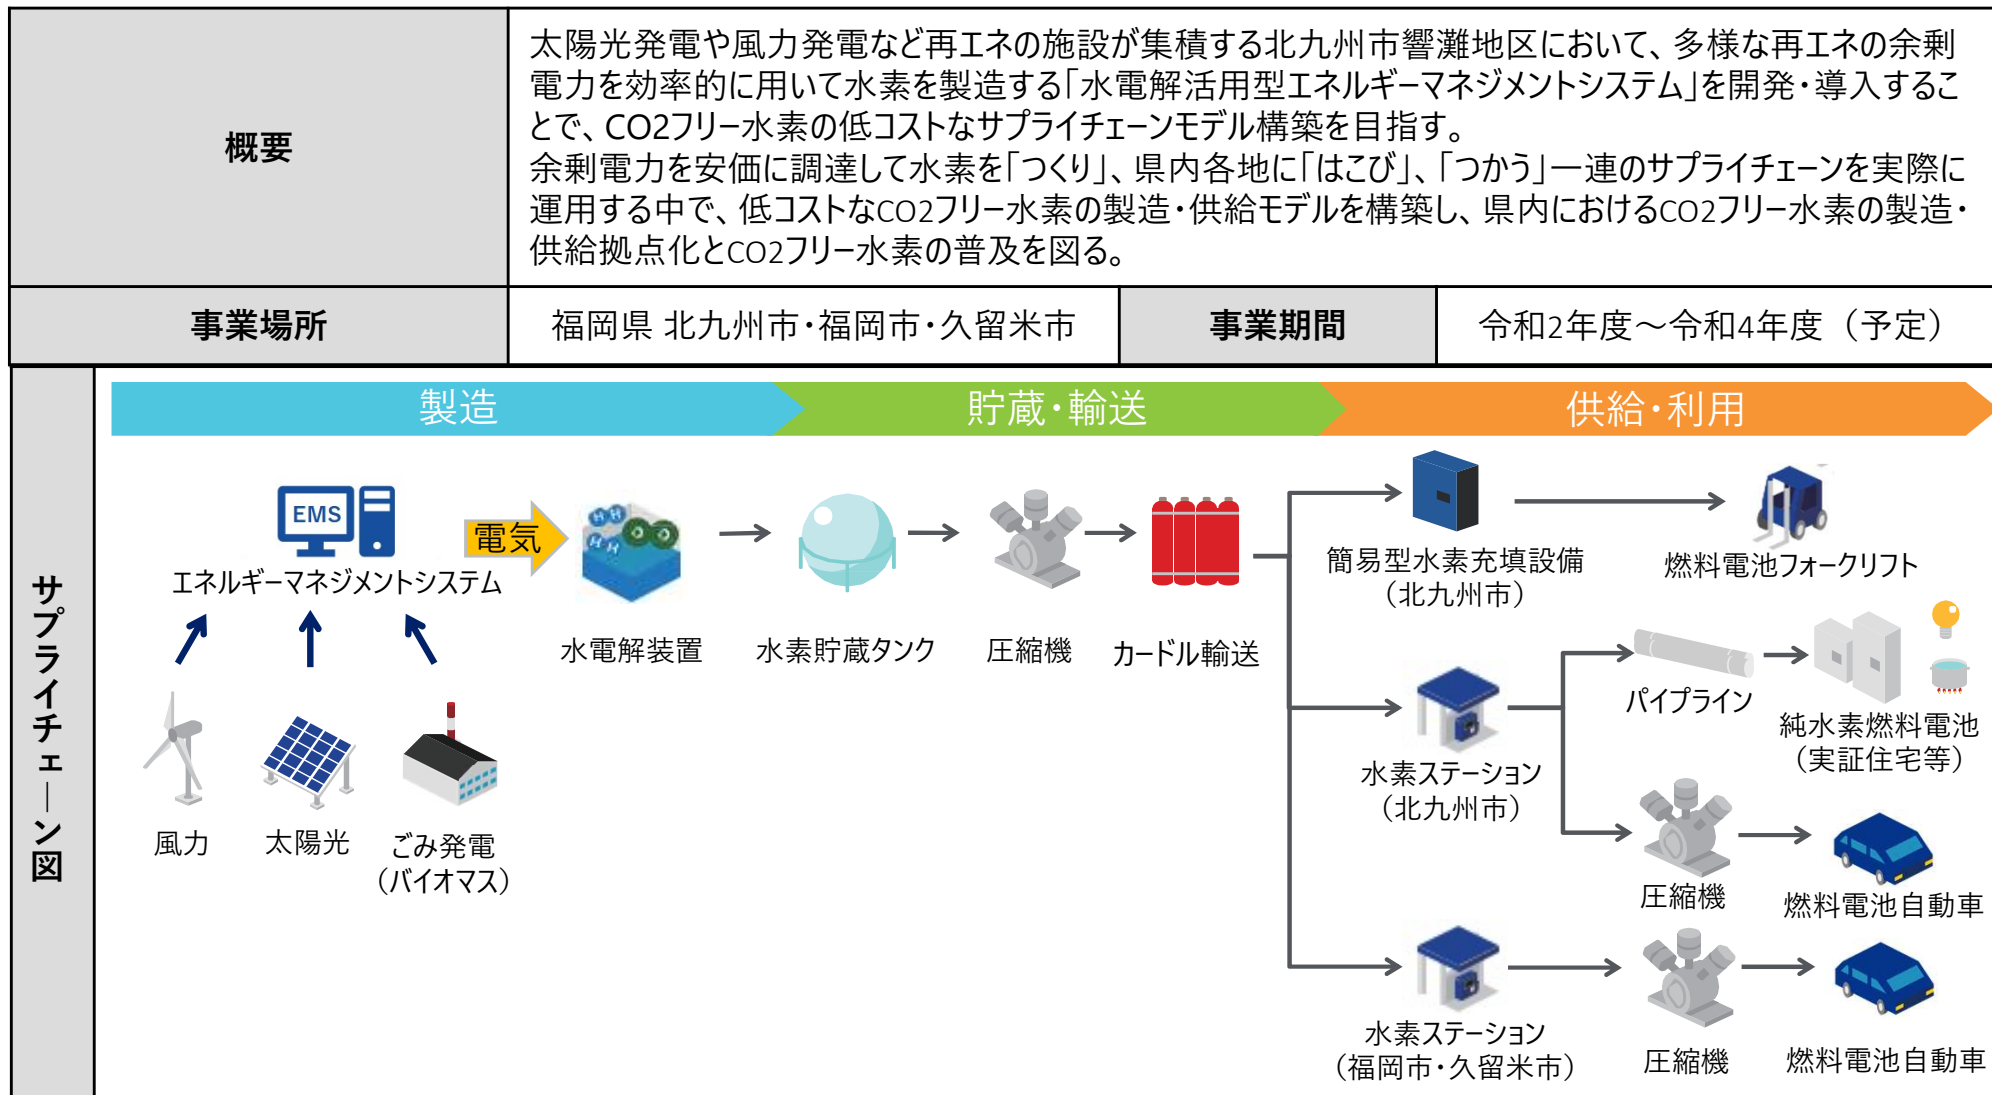 概要
太陽光発電や風力発電など再エネの施設が集積する北九州市響灘地区において、多様な再エネの余剰
電力を効率的に用いて水素を製造する「水電解活用型エネルギーマネジメントシステム」を開発・導入するこ
とで、CO2フリー水素の低コストなサプライチェーンモデル構築を目指す。
余剰電力を安価に調達して水素を「つくり」、県内各地に「はこび」、「つかう」一連のサプライチェーンを実際に
運用する中で、低コストなCO2フリー水素の製造・供給モデルを構築し、県内におけるCO2フリー水素の製造・
供給拠点化とCO2フリー水素の普及を図る。
事業場所
福岡県 北九州市・福岡市・久留米市
事業期間
令和2年度～令和4年度（予定）
サプライチェーン図
製造
貯蔵・輸送
供給・利用
EMS
エネルギーマネジメントシステム
電気
風力
太陽光
ごみ発電
（バイオマス）
H H
H H
水電解装置
水素貯蔵タンク
圧縮機
カードル輸送
簡易型水素充填設備
（北九州市）
燃料電池フォークリフト
水素ステーション
（北九州市）
パイプライン
純水素燃料電池
（実証住宅等）
圧縮機
燃料電池自動車
水素ステーション
（福岡市・久留米市）
圧縮機
燃料電池自動車